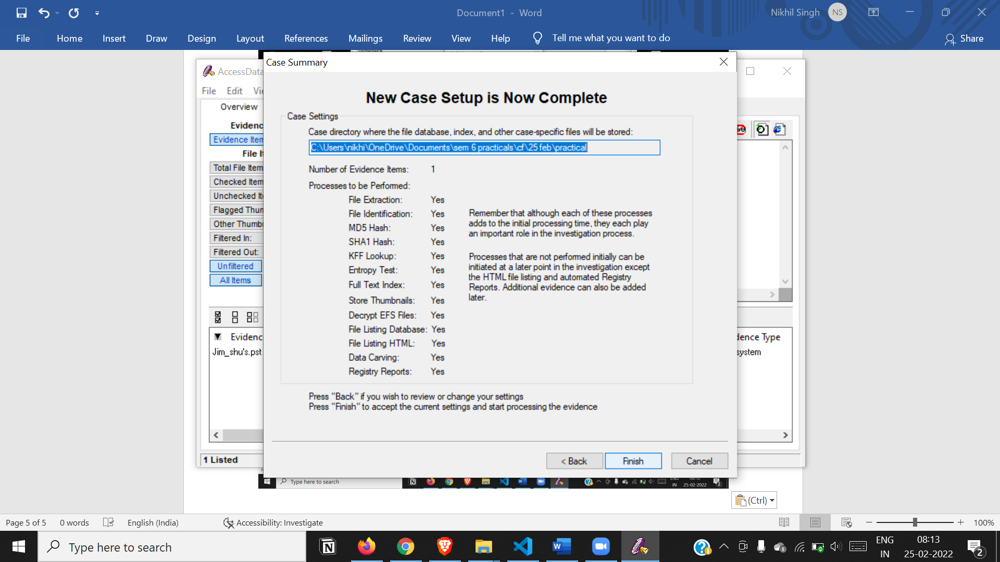 Document1 - Word
Nikhil Singh
NS
File
Home
Insert
Draw
Design
Layout
References
Mailings
Review
View
Help
Tell me what you want to do
Share
AccessData
File Edit
Overview
Evidenc
Evidence Item
File I
Total File Item
Checked Item
Unchecked It
Flagged Thum
Other Thumb
Filtered In:
Filtered Out:
Unfiltered
All Items
Evidenc
Jim_shu's.pst
1 Listed
Case Summary
New Case Setup is Now Complete
Case Settings
Case directory where the file database, index, and other case-specific files will be stored:
C:\Users\nikhi\OneDrive\Documents\sem 6 practicals\cf\25 feb\practical
Number of Evidence Items: 1
Processes to be Performed:
File Extraction: Yes
File Identification: Yes
MD5 Hash: Yes
SHA1 Hash: Yes
KFF Lookup: Yes
Entropy Test: Yes
Full Text Index: Yes
Store Thumbnails: Yes
Decrypt EFS Files: Yes
File Listing Database: Yes
File Listing HTML: Yes
Data Carving: Yes
Registry Reports: Yes
Remember that although each of these processes
adds to the initial processing time, they each play
an important role in the investigation process.
Processes that are not performed initially can be
initiated at a later point in the investigation except
the HTML file listing and automated Registry
Reports. Additional evidence can also be added
later.
Press "Back" if you wish to review or change your settings
Press "Finish" to accept the current settings and start processing the evidence
< Back
Finish
Cancel
dence Type
system
Type here to search
IN
25-02-2022
2
(Ctrl)
Page 5 of 5
0 words
English (India)
Accessibility: Investigate
100%
Type here to search
ENG
IN
08:13
25-02-2022
2